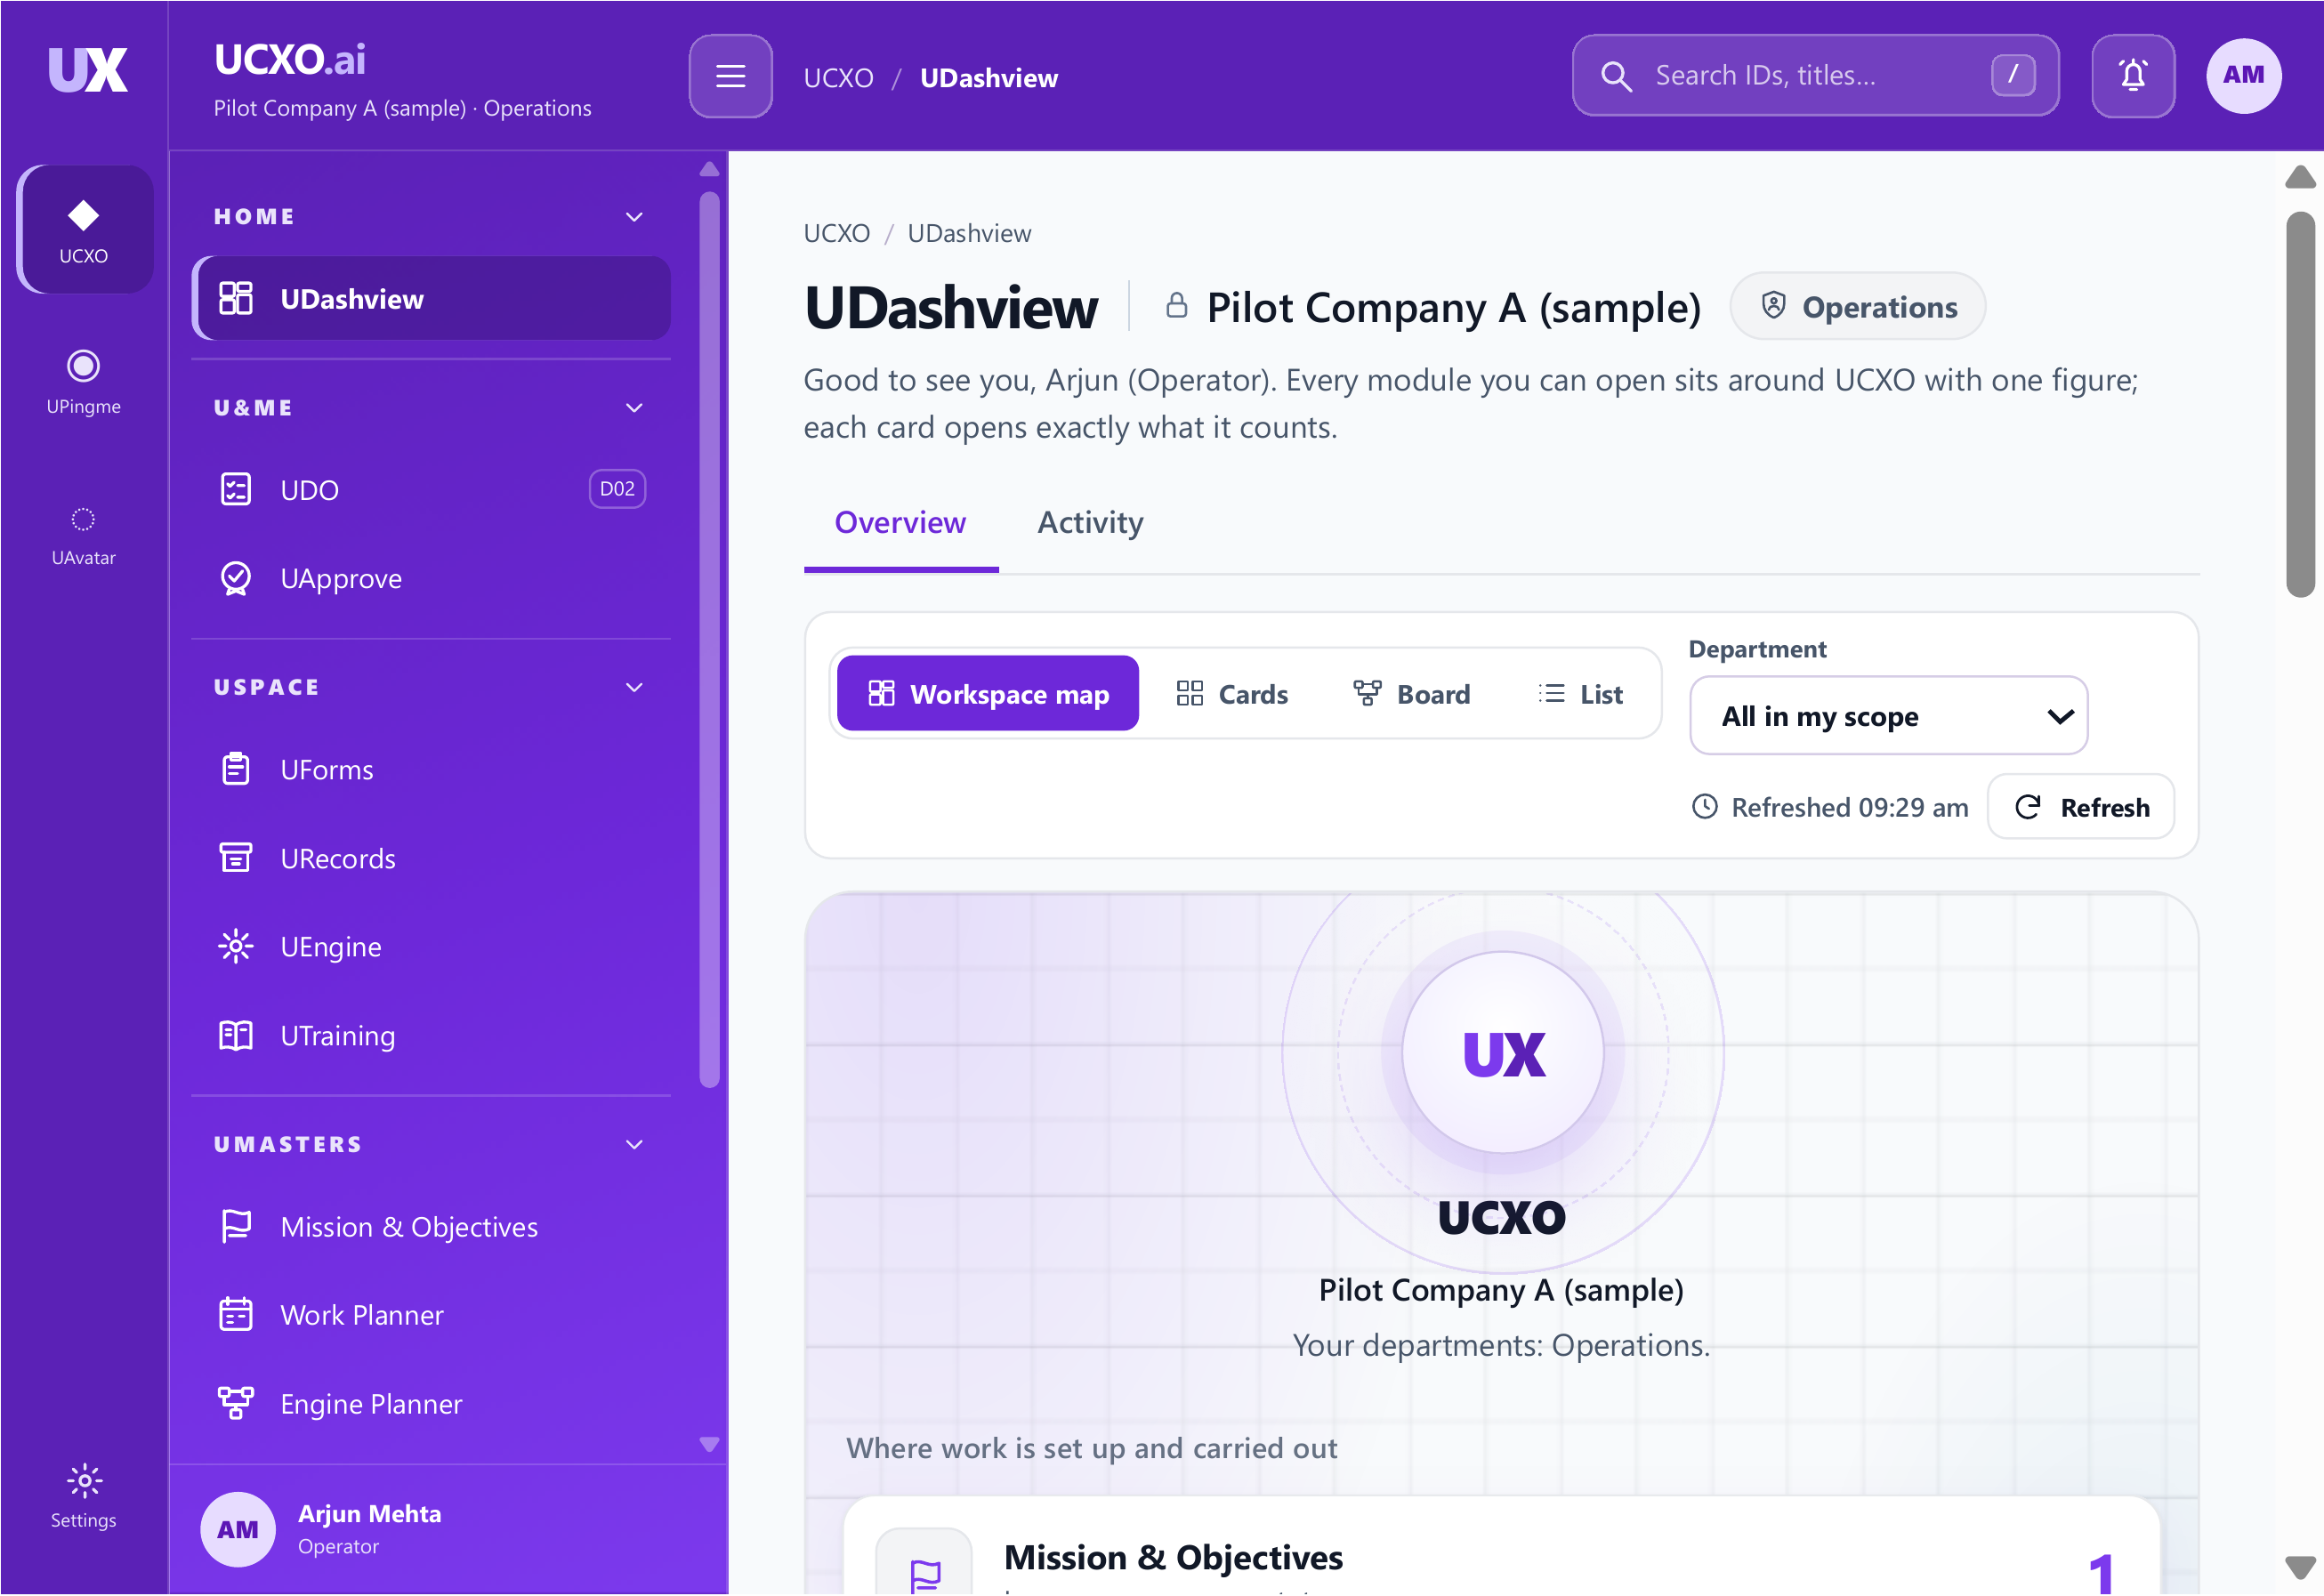 UX
UCXO.ai
Pilot Company A (sample) · Operations
UCXO / UDashview
Search IDs, titles...
/
AM
UCXO
UPingme
UAvatar
Settings
HOME
UDashview
U&ME
UDO
D02
UApprove
USPACE
UForms
URecords
UEngine
UTraining
UMASTERS
Mission & Objectives
Work Planner
Engine Planner
AM
Arjun Mehta
Operator
UCXO / UDashview
UDashview
Pilot Company A (sample)
Operations
Good to see you, Arjun (Operator). Every module you can open sits around UCXO with one figure;
each card opens exactly what it counts.
Overview
Activity
Workspace map
Cards
Board
List
Department
All in my scope
Refreshed 09:29 am
Refresh
UX
UCXO
Pilot Company A (sample)
Your departments: Operations.
Where work is set up and carried out
Mission & Objectives
1